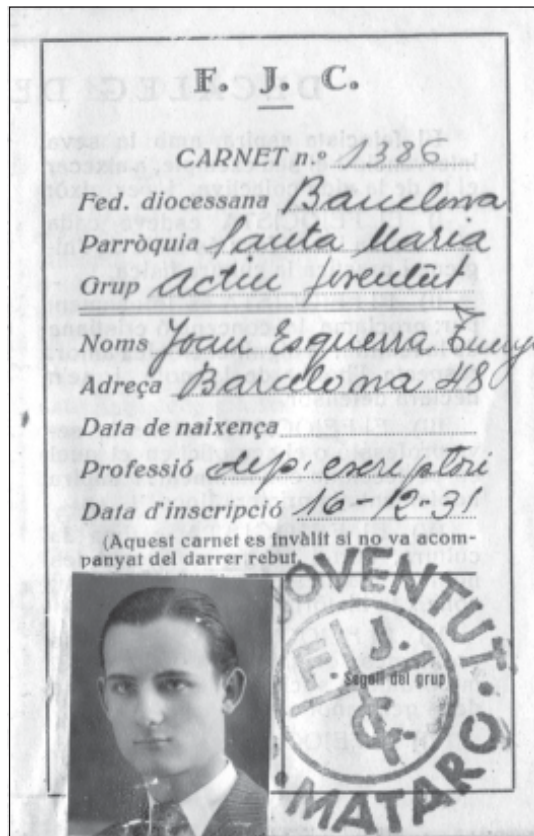 F. J. C.
CARNET n.º 1386
Fed. diocessana Barcelona
Parròquia Santa Maria
Grup Actiu Joventut
Noms Joan Esquerra
Adreça Barcelona 48
Data de naixença
Professió dep. escriptori
Data d'inscripció 16-12-31
(Aquest carnet es invàlit si no va acom-
panyat del darrer rebut.
JOVENTUT
F. J. C.
Segell del grup
MATARÓ